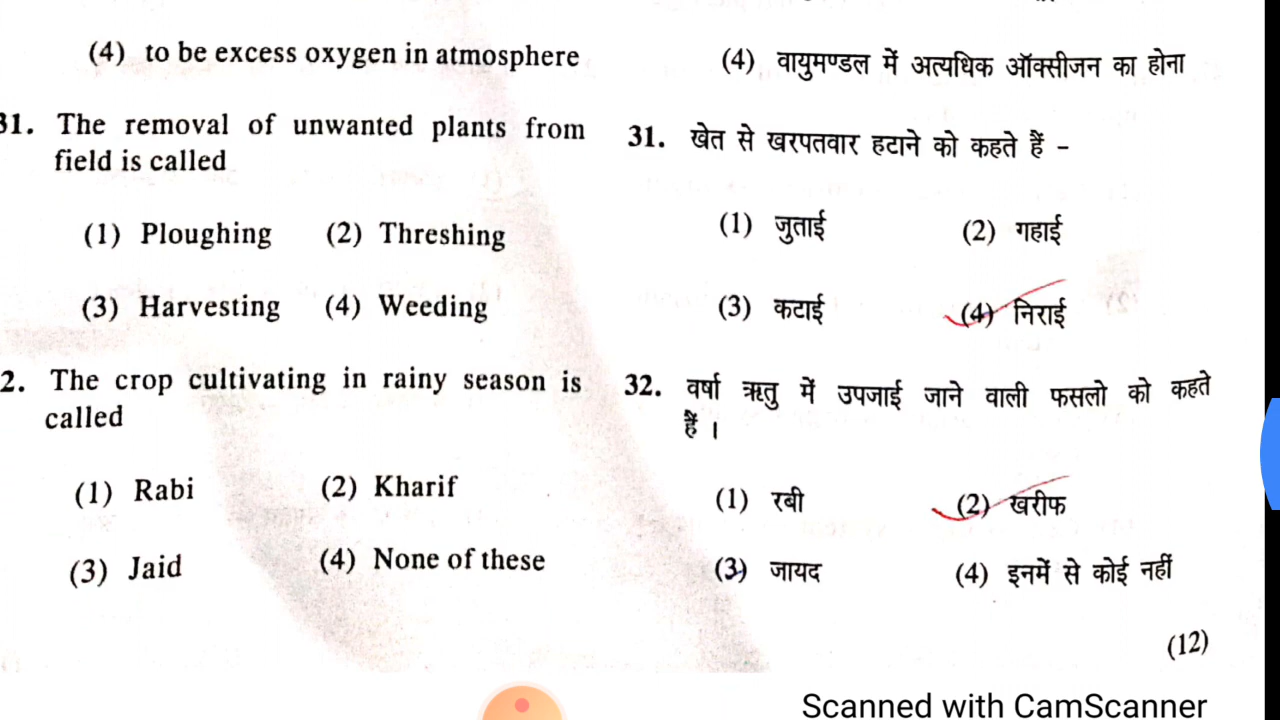 (4) to be excess oxygen in atmosphere
31. The removal of unwanted plants from
field is called
(1) Ploughing (2) Threshing
(3) Harvesting (4) Weeding
2. The crop cultivating in rainy season is
called
(1) Rabi (2) Kharif
(3) Jaid (4) None of these
(4) वायुमण्डल में अत्यधिक ऑक्सीजन का होना
31. खेत से खरपतवार हटाने को कहते हैं -
(1) जुताई (2) गहाई
(3) कटाई (4) निराई
32. वर्षा ऋतु में उपजाई जाने वाली फसलो को कहते
हैं ।
(1) रबी (2) खरीफ
(3) जायद (4) इनमें से कोई नहीं
(12)
Scanned with CamScanner